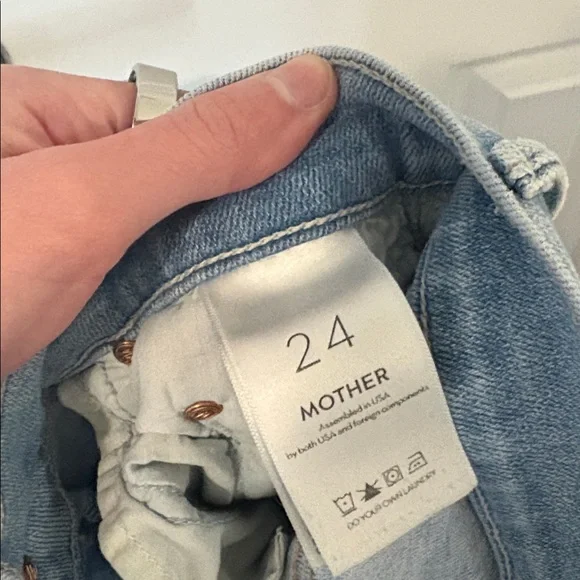 24
MOTHER
Assembled in USA
by both USA and foreign components
DO YOUR OWN LAUNDRY